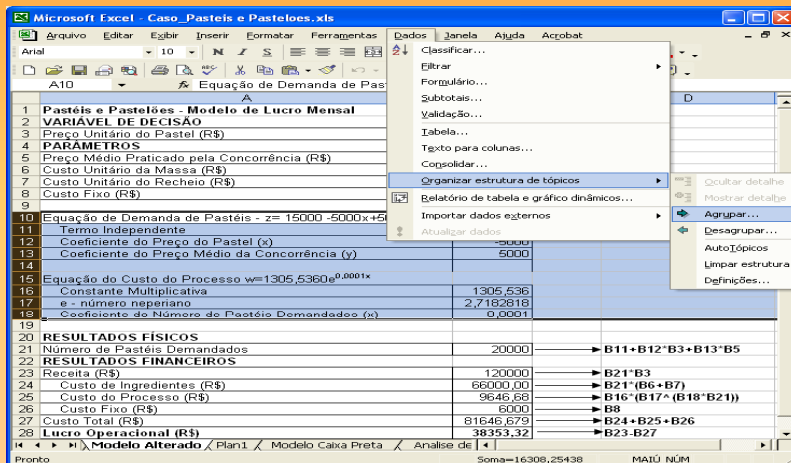 Microsoft Excel - Caso_Pasteis e Pasteloes.xls
Arquivo Editar Exibir Inserir Formatar Ferramentas Dados Janela Ajuda Acrobat
Arial 10 N I S
A10 fx Equação de Demanda de Past
A D
1 Pastéis e Pastelões - Modelo de Lucro Mensal
2 VARIÁVEL DE DECISÃO
3 Preço Unitário do Pastel (R$)
4 PARÂMETROS
5 Preço Médio Praticado pela Concorrência (R$)
6 Custo Unitário da Massa (R$)
7 Custo Unitário do Recheio (R$)
8 Custo Fixo (R$)
9
10 Equação de Demanda de Pastéis - z= 15000 -5000x+50
11 Termo Independente
12 Coeficiente do Preço do Pastel (x) -5000
13 Coeficiente do Preço Médio da Concorrência (y) 5000
14
15 Equação do Custo do Processo w=1305,5360e0,0001x
16 Constante Multiplicativa 1305,536
17 e - número neperiano 2,7182818
18 Coeficiente do Número de Pastéis Demandados (x) 0,0001
19
20 RESULTADOS FÍSICOS
21 Número de Pastéis Demandados 20000 B11+B12*B3+B13*B5
22 RESULTADOS FINANCEIROS
23 Receita (R$) 120000 B21*B3
24 Custo de Ingredientes (R$) 66000,00 B21*(B6+B7)
25 Custo do Processo (R$) 9646,68 B16*(B17^(B18*B21))
26 Custo Fixo (R$) 6000 B8
27 Custo Total (R$) 81646,679 B24+B25+B26
28 Lucro Operacional (R$) 38353,32 B23-B27
Classificar...
Filtrar
Formulário...
Subtotais...
Validação...
Tabela...
Texto para colunas...
Consolidar...
Organizar estrutura de tópicos
Relatório de tabela e gráfico dinâmicos...
Importar dados externos
Atualizar dados
Ocultar detalhe
Mostrar detalhe
Agrupar...
Desagrupar...
AutoTópicos
Limpar estrutura
Definições...
Modelo Alterado Plan1 Modelo Caixa Preta Analise de
Pronto Soma=16308,25438 MAIÚ NÚM